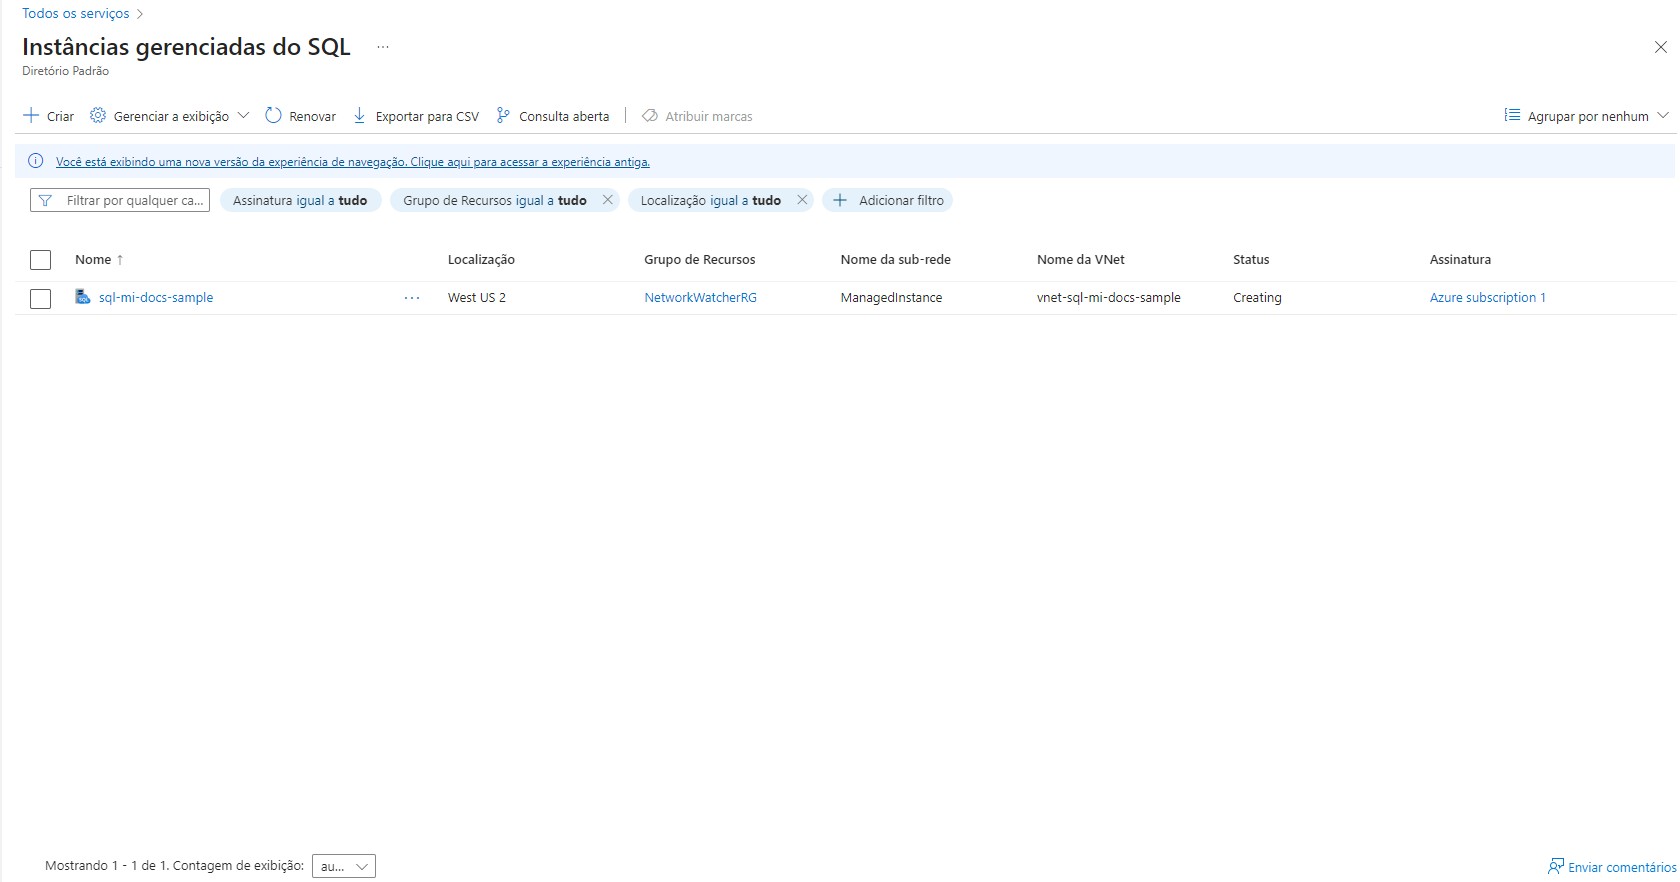 Todos os serviços
Instâncias gerenciadas do SQL ...
Diretório Padrão
Criar Gerenciar a exibição Renovar Exportar para CSV Consulta aberta Atribuir marcas Agrupar por nenhum
Você está exibindo uma nova versão da experiência de navegação. Clique aqui para acessar a experiência antiga.
Filtrar por qualquer ca... Assinatura igual a tudo Grupo de Recursos igual a tudo Localização igual a tudo Adicionar filtro
Nome ↑ Localização Grupo de Recursos Nome da sub-rede Nome da VNet Status Assinatura
sql-mi-docs-sample ... West US 2 NetworkWatcherRG ManagedInstance vnet-sql-mi-docs-sample Creating Azure subscription 1
Mostrando 1 - 1 de 1. Contagem de exibição: au... Enviar comentários